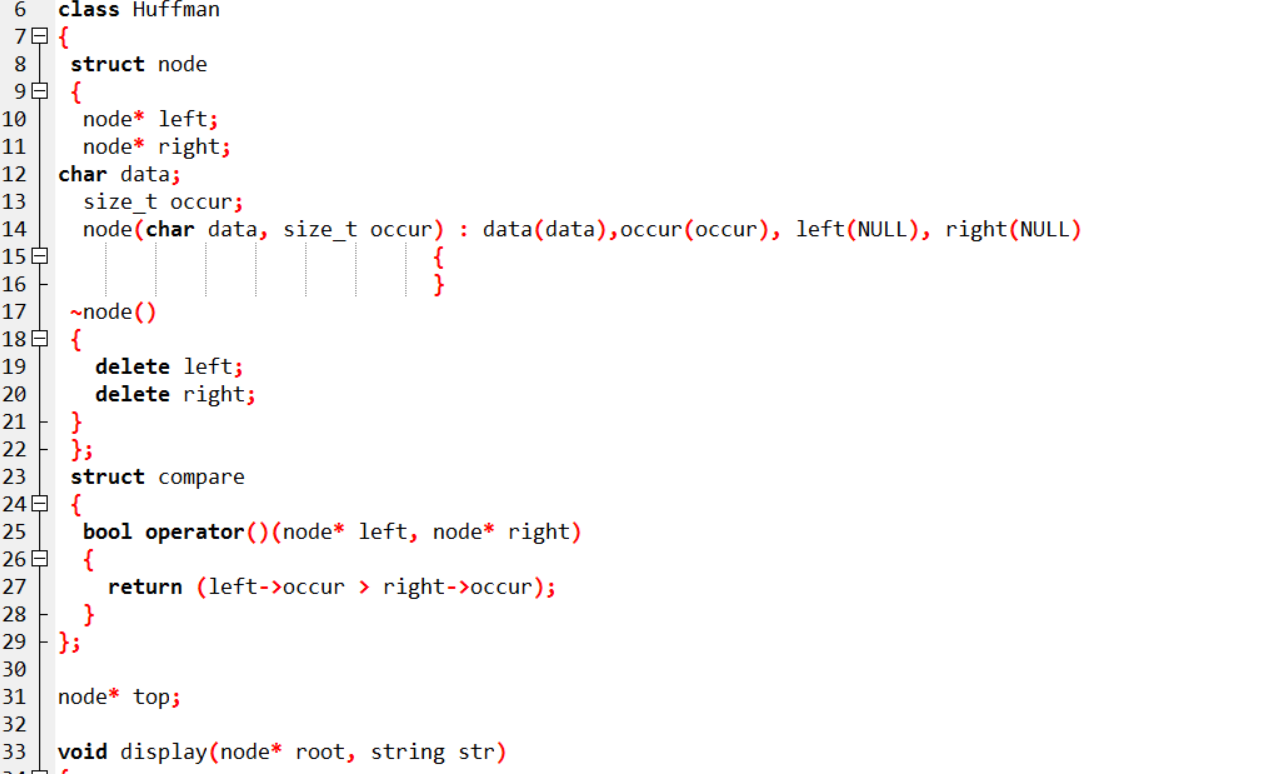 6 class Huffman
7 {
8 struct node
9 {
10 node* left;
11 node* right;
12 char data;
13 size_t occur;
14 node(char data, size_t occur) : data(data),occur(occur), left(NULL), right(NULL)
15 {
16 }
17 ~node()
18 {
19 delete left;
20 delete right;
21 }
22 };
23 struct compare
24 {
25 bool operator()(node* left, node* right)
26 {
27 return (left->occur > right->occur);
28 }
29 };
30
31 node* top;
32
33 void display(node* root, string str)
34 {